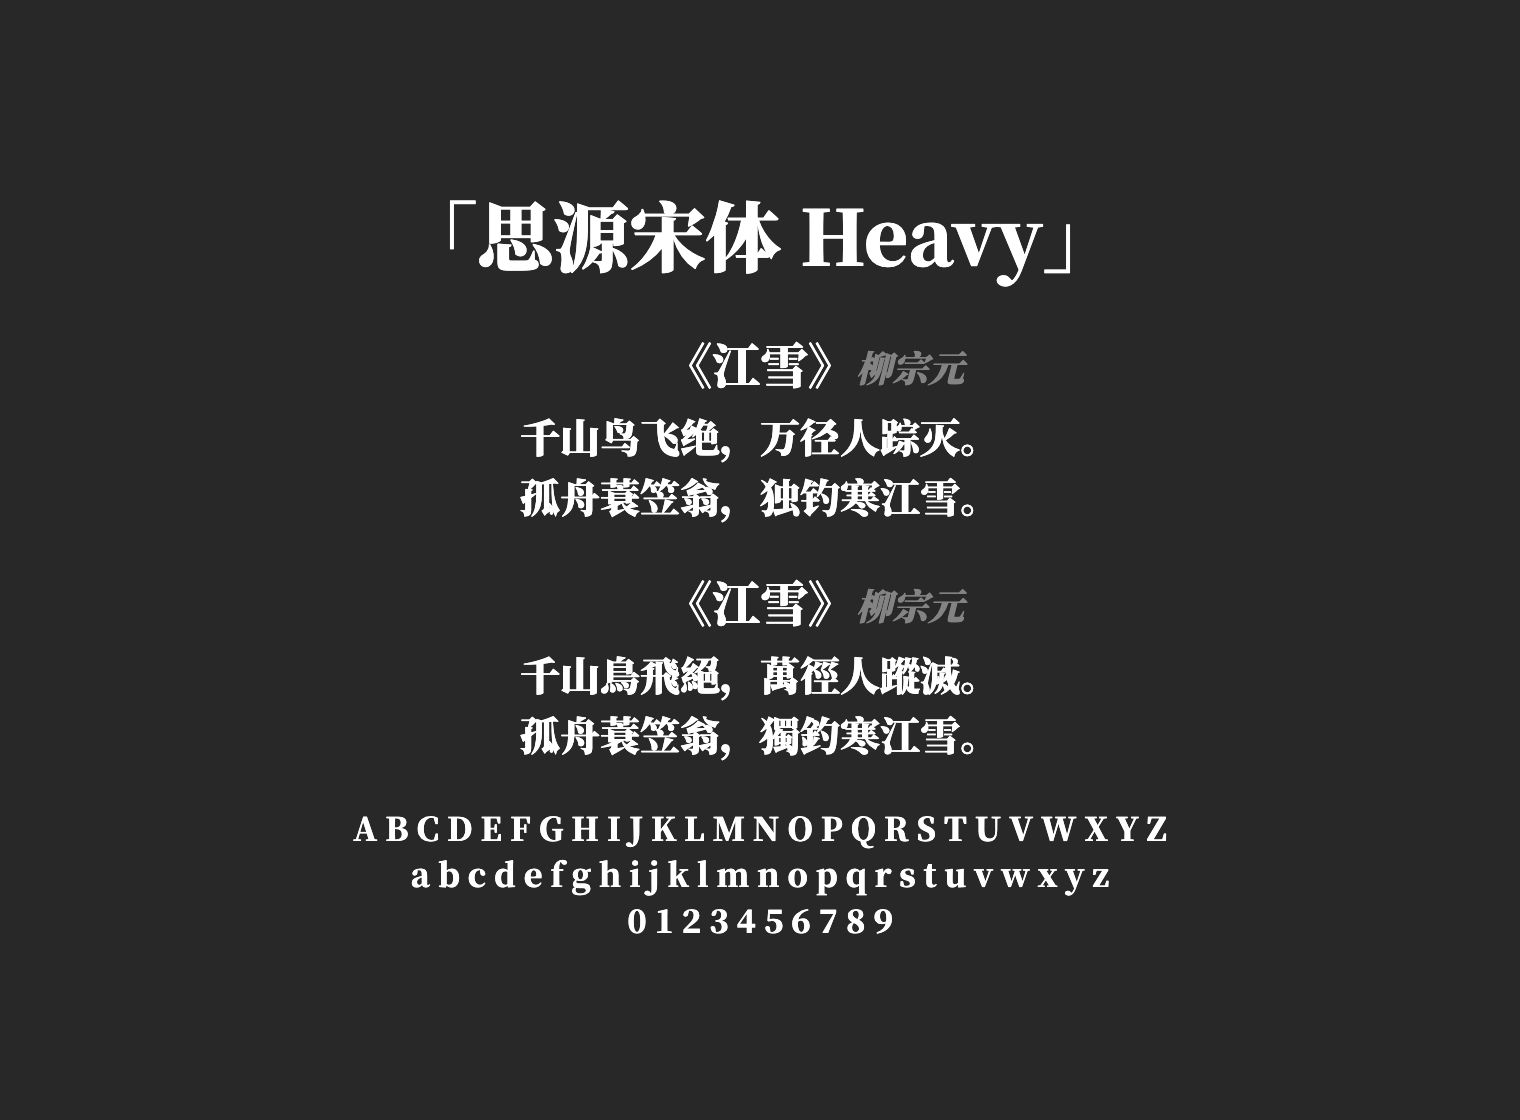 「思源宋体 Heavy」
《江雪》 柳宗元
千山鸟飞绝，万径人踪灭。
孤舟蓑笠翁，独钓寒江雪。
《江雪》 柳宗元
千山鳥飛絕，萬徑人蹤滅。
孤舟蓑笠翁，獨釣寒江雪。
A B C D E F G H I J K L M N O P Q R S T U V W X Y Z
a b c d e f g h i j k l m n o p q r s t u v w x y z
0 1 2 3 4 5 6 7 8 9